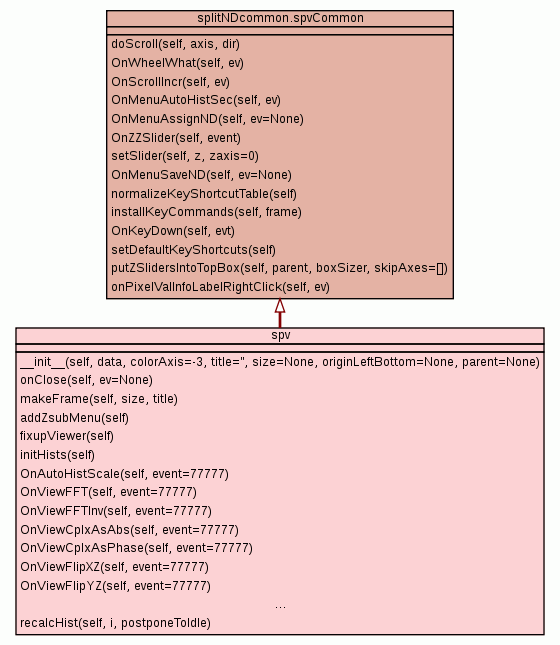 splitNDcommon.spvCommon
doScroll(self, axis, dir)
OnWheelWhat(self, ev)
OnScrollIncr(self, ev)
OnMenuAutoHistSec(self, ev)
OnMenuAssignND(self, ev=None)
OnZZSlider(self, event)
setSlider(self, z, zaxis=0)
OnMenuSaveND(self, ev=None)
normalizeKeyShortcutTable(self)
installKeyCommands(self, frame)
OnKeyDown(self, evt)
setDefaultKeyShortcuts(self)
putZSlidersIntoTopBox(self, parent, boxSizer, skipAxes=[])
onPixelValInfoLabelRightClick(self, ev)
spv
__init__(self, data, colorAxis=-3, title='', size=None, originLeftBottom=None, parent=None)
onClose(self, ev=None)
makeFrame(self, size, title)
addZsubMenu(self)
fixupViewer(self)
initHists(self)
OnAutoHistScale(self, event=77777)
OnViewFFT(self, event=77777)
OnViewFFTInv(self, event=77777)
OnViewCplxAsAbs(self, event=77777)
OnViewCplxAsPhase(self, event=77777)
OnViewFlipXZ(self, event=77777)
OnViewFlipYZ(self, event=77777)
...
recalcHist(self, i, postponeToIdle)